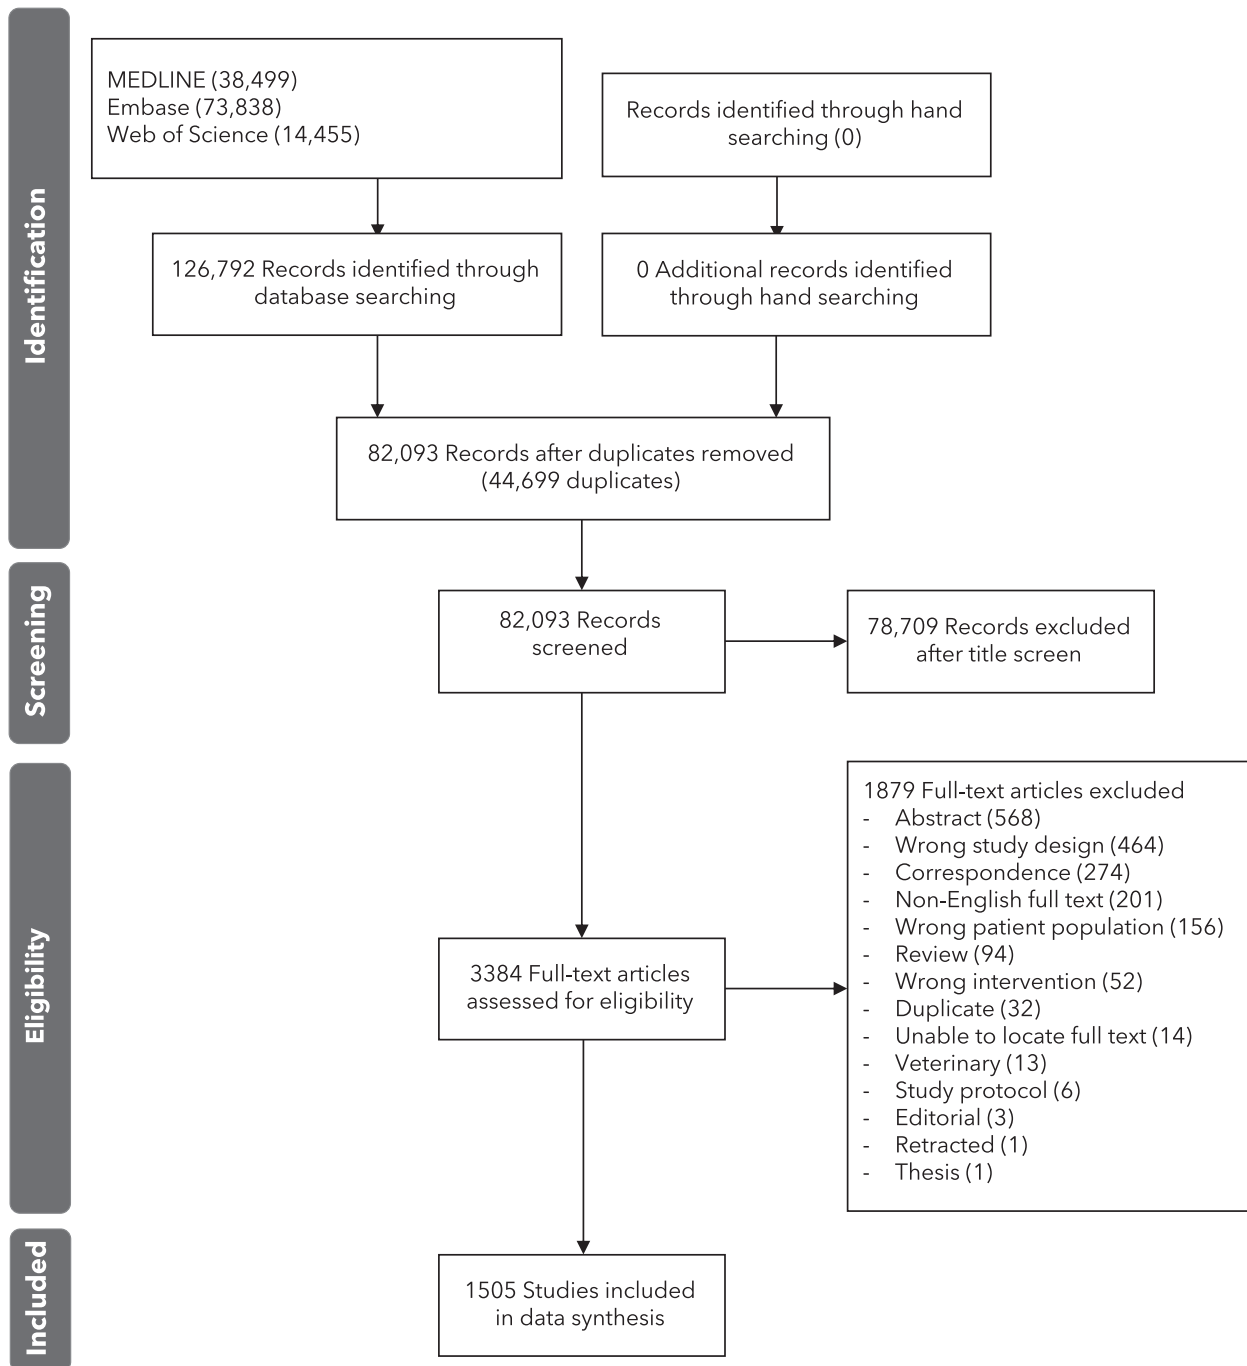 Identification
MEDLINE (38,499)
Embase (73,838)
Web of Science (14,455)
Records identified through hand
searching (0)
126,792 Records identified through
database searching
0 Additional records identified
through hand searching
82,093 Records after duplicates removed
(44,699 duplicates)
Screening
82,093 Records
screened
78,709 Records excluded
after title screen
Eligibility
3384 Full-text articles
assessed for eligibility
1879 Full-text articles excluded
- Abstract (568)
- Wrong study design (464)
- Correspondence (274)
- Non-English full text (201)
- Wrong patient population (156)
- Review (94)
- Wrong intervention (52)
- Duplicate (32)
- Unable to locate full text (14)
- Veterinary (13)
- Study protocol (6)
- Editorial (3)
- Retracted (1)
- Thesis (1)
Included
1505 Studies included
in data synthesis